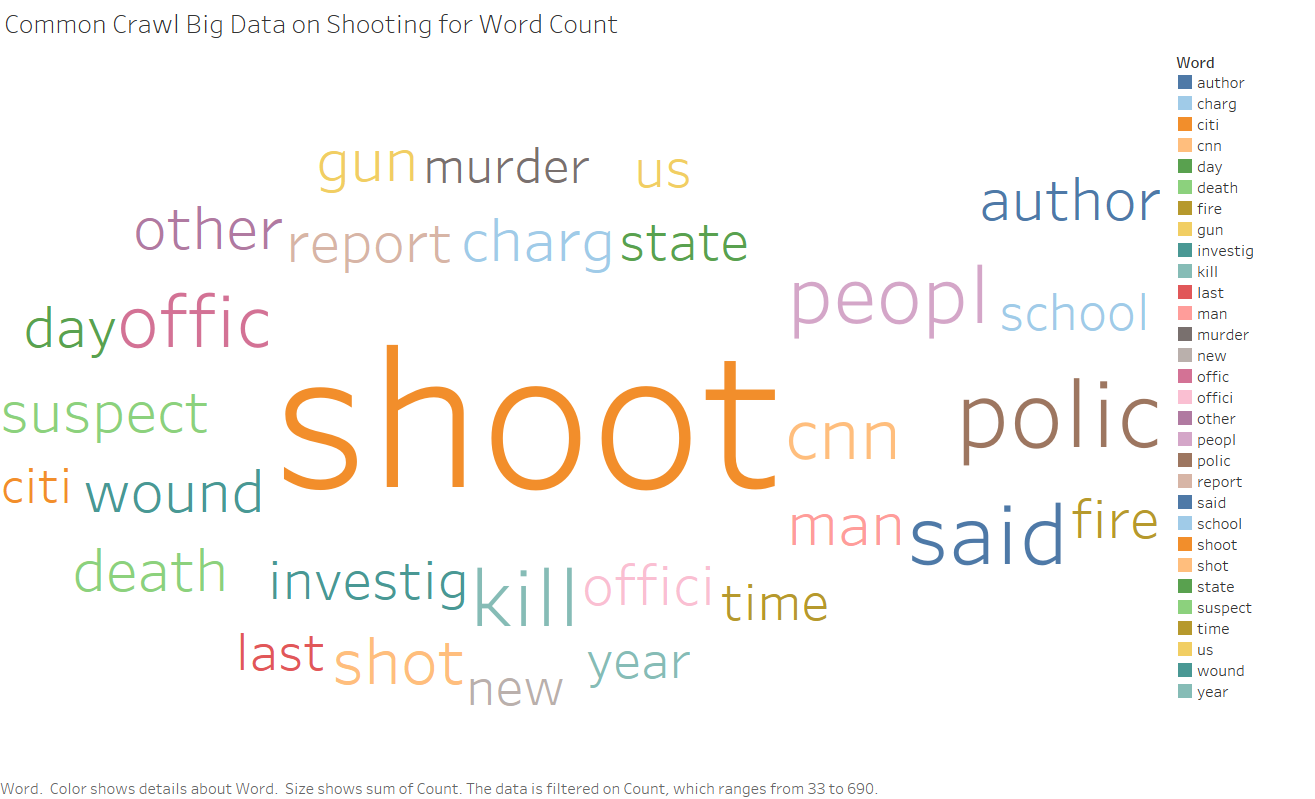 Common Crawl Big Data on Shooting for Word Count
gun murder us
author
other report charg state
peopl school
day offic
shoot
suspect
cnn polic
citi wound
man said fire
death investig kill offici time
last shot new year
Word
author
charg
citi
cnn
day
death
fire
gun
investig
kill
last
man
murder
new
offic
offici
other
peopl
polic
report
said
school
shoot
shot
state
suspect
time
us
wound
year
Word.  Color shows details about Word.  Size shows sum of Count. The data is filtered on Count, which ranges from 33 to 690.